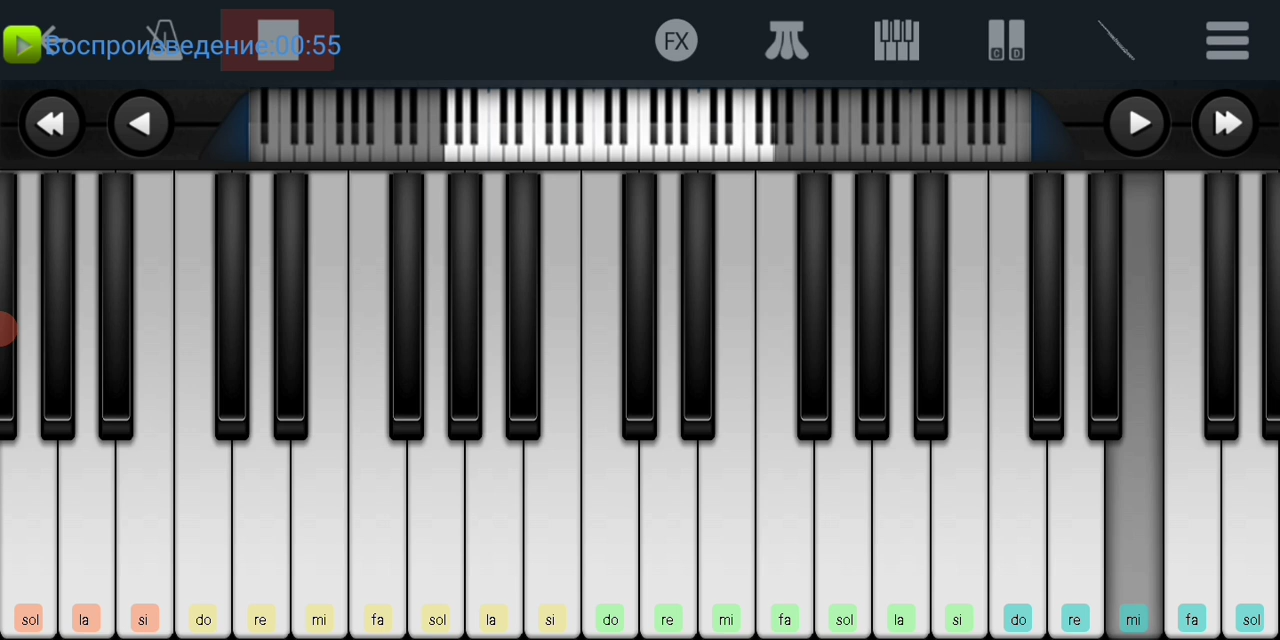 Воспроизведение:00:55
FX
C D
sol la si do re mi fa sol la si do re mi fa sol la si do re mi fa sol